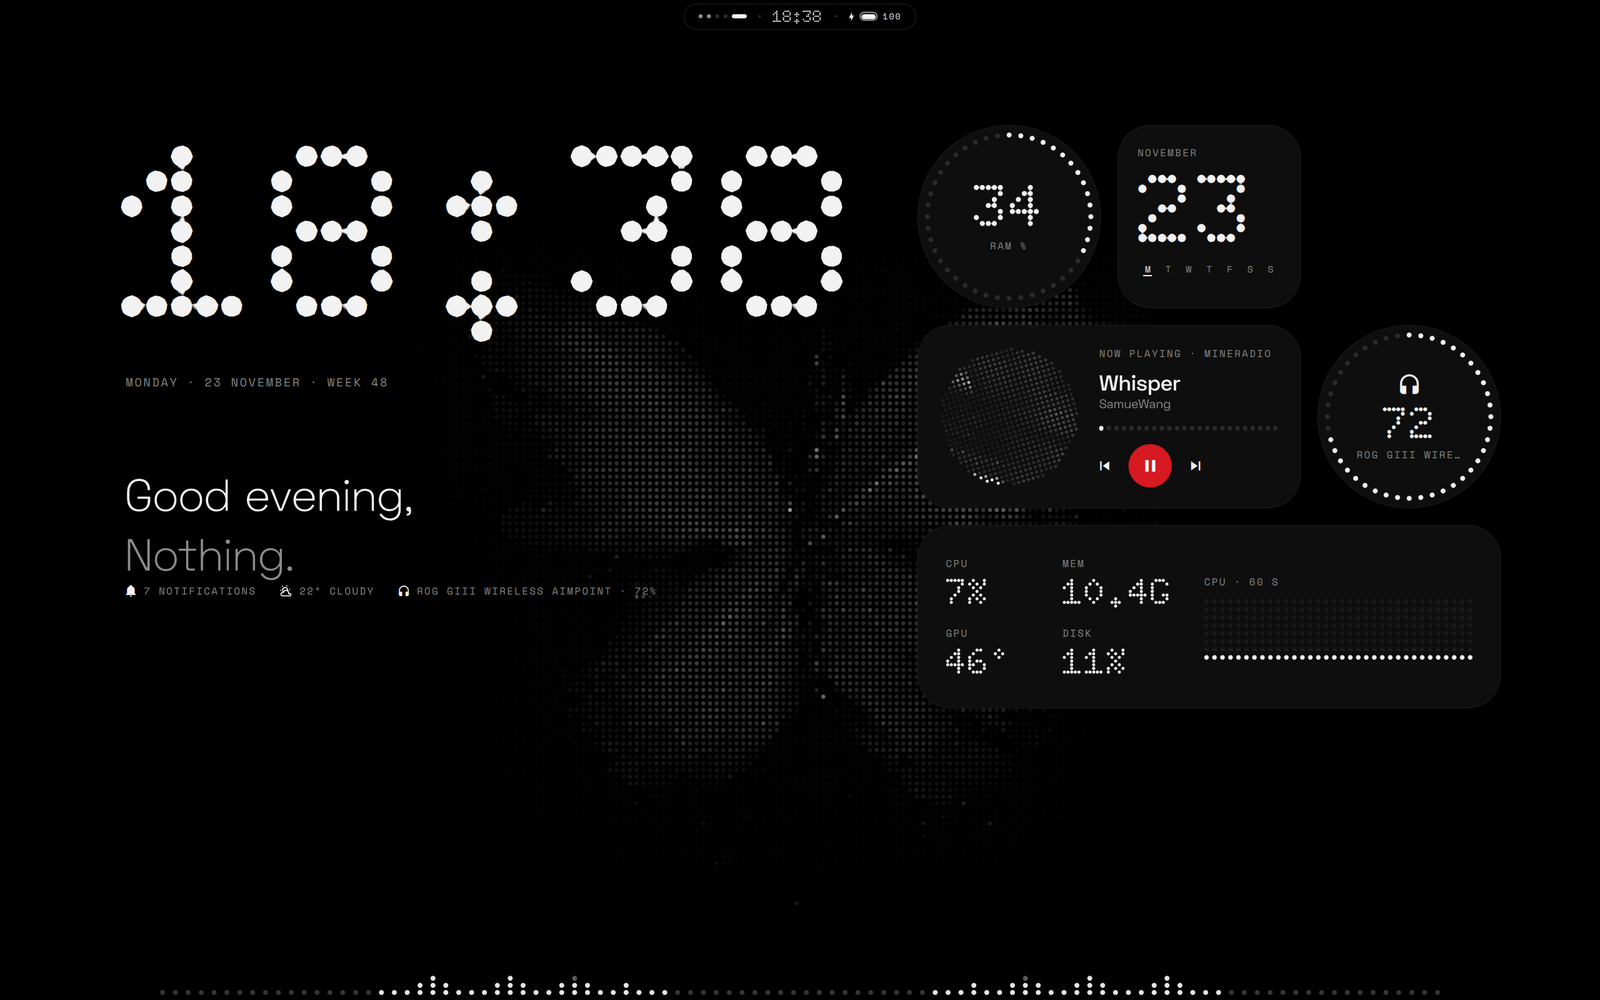 18:38
100
18:38
MONDAY · 23 NOVEMBER · WEEK 48
Good evening,
Nothing.
7 NOTIFICATIONS
22° CLOUDY
ROG GIII WIRELESS AIMPOINT · 72%
34
RAM %
NOVEMBER
23
M T W T F S S
NOW PLAYING · MINERADIO
Whisper
SamueWang
72
ROG GIII WIRE…
CPU
7%
MEM
10.4G
GPU
46°
DISK
11%
CPU · 60 S